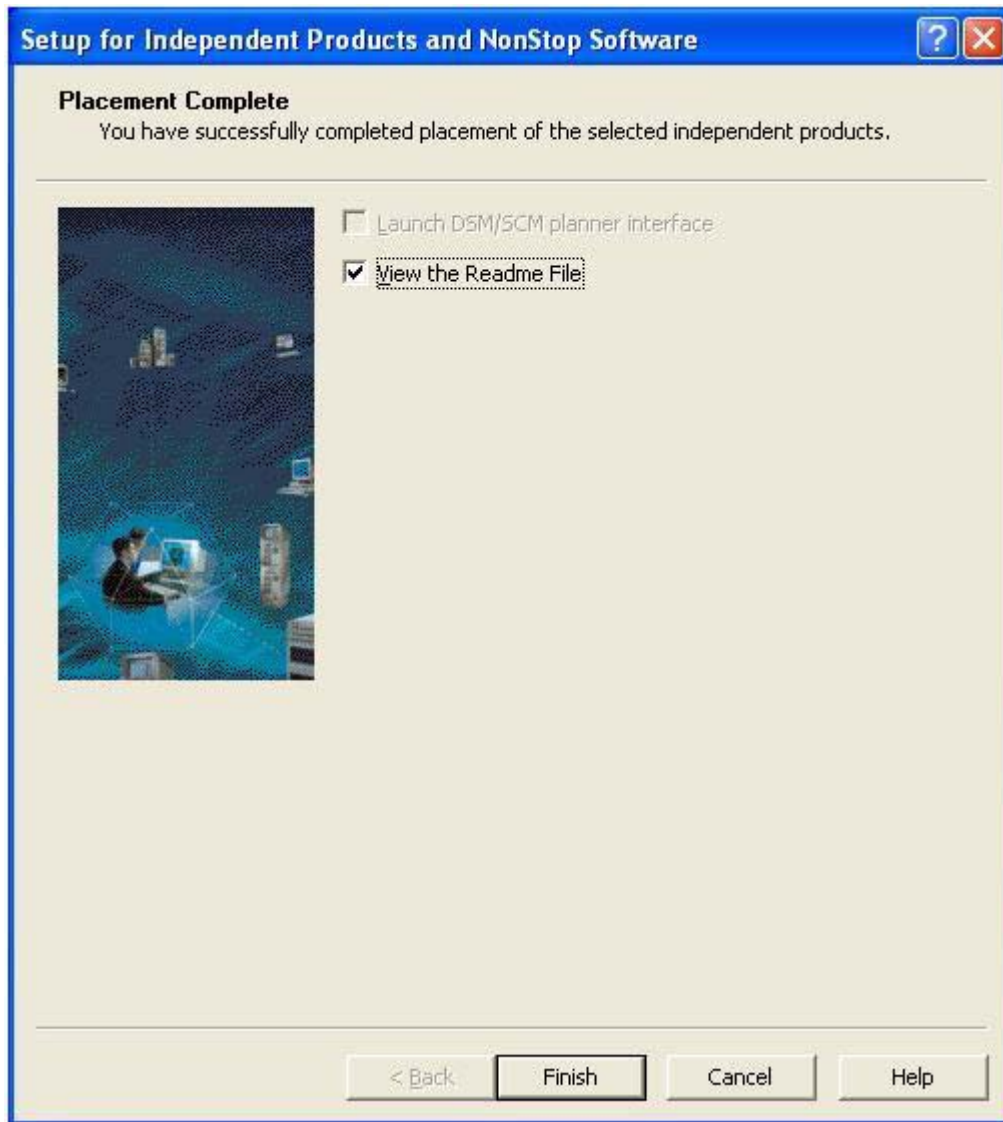 Setup for Independent Products and NonStop Software
Placement Complete
You have successfully completed placement of the selected independent products.
Launch DSM/SCM planner interface
View the Readme File
< Back
Finish
Cancel
Help